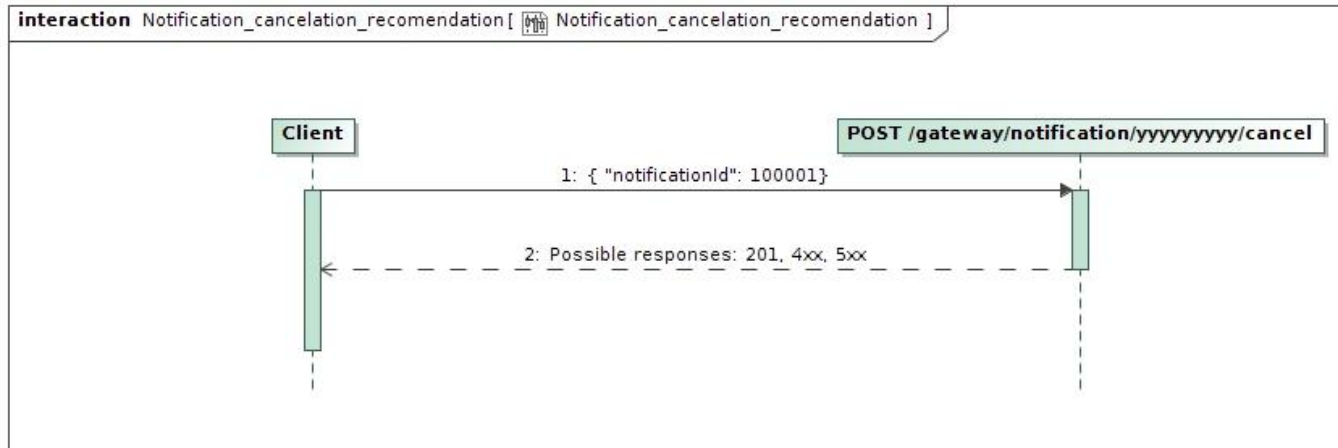 interaction Notification_cancelation_recomendation[ Notification_cancelation_recomendation ]
Client
POST /gateway/notification/yyyyyyyyy/cancel
1: { "notificationId": 100001}
2: Possible responses: 201, 4xx, 5xx